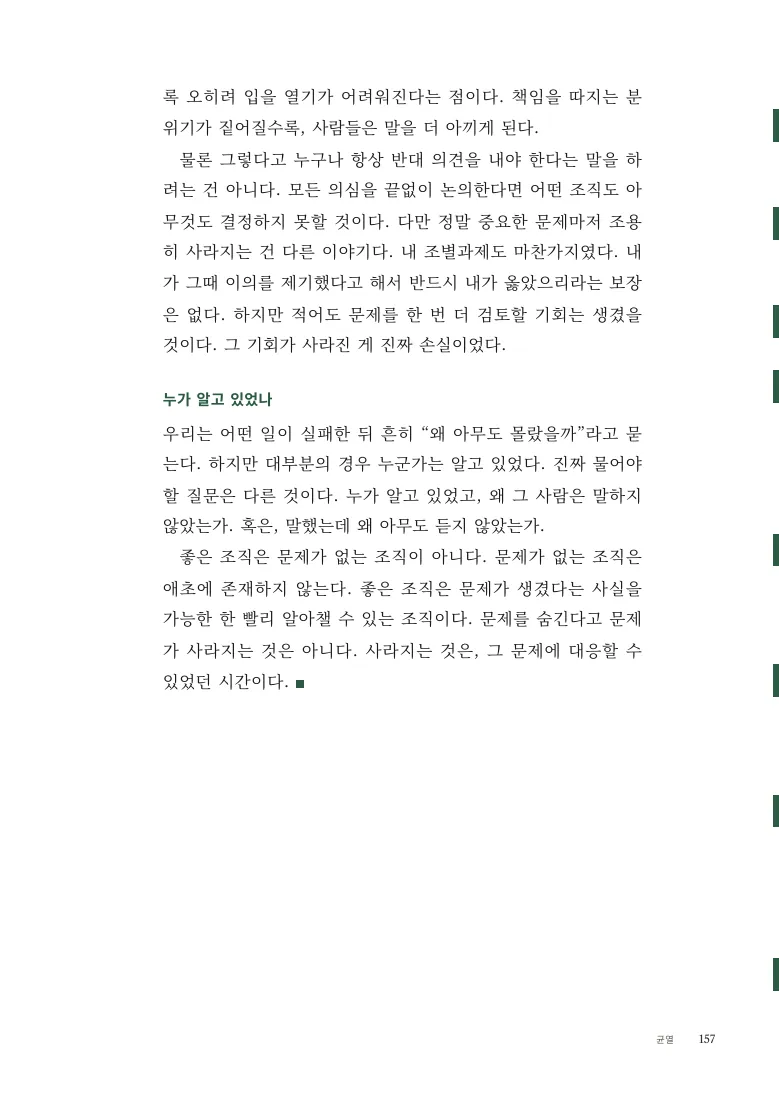 록 오히려 입을 열기가 어려워진다는 점이다. 책임을 따지는 분
위기가 짙어질수록, 사람들은 말을 더 아끼게 된다.
물론 그렇다고 누구나 항상 반대 의견을 내야 한다는 말을 하
려는 건 아니다. 모든 의심을 끝없이 논의한다면 어떤 조직도 아
무것도 결정하지 못할 것이다. 다만 정말 중요한 문제마저 조용
히 사라지는 건 다른 이야기다. 내 조별과제도 마찬가지였다. 내
가 그때 이의를 제기했다고 해서 반드시 내가 옳았으리라는 보장
은 없다. 하지만 적어도 문제를 한 번 더 검토할 기회는 생겼을
것이다. 그 기회가 사라진 게 진짜 손실이었다.
누가 알고 있었나
우리는 어떤 일이 실패한 뒤 흔히 “왜 아무도 몰랐을까”라고 묻
는다. 하지만 대부분의 경우 누군가는 알고 있었다. 진짜 물어야
할 질문은 다른 것이다. 누가 알고 있었고, 왜 그 사람은 말하지
않았는가. 혹은, 말했는데 왜 아무도 듣지 않았는가.
좋은 조직은 문제가 없는 조직이 아니다. 문제가 없는 조직은
애초에 존재하지 않는다. 좋은 조직은 문제가 생겼다는 사실을
가능한 한 빨리 알아챌 수 있는 조직이다. 문제를 숨긴다고 문제
가 사라지는 것은 아니다. 사라지는 것은, 그 문제에 대응할 수
있었던 시간이다. ■
균열 157